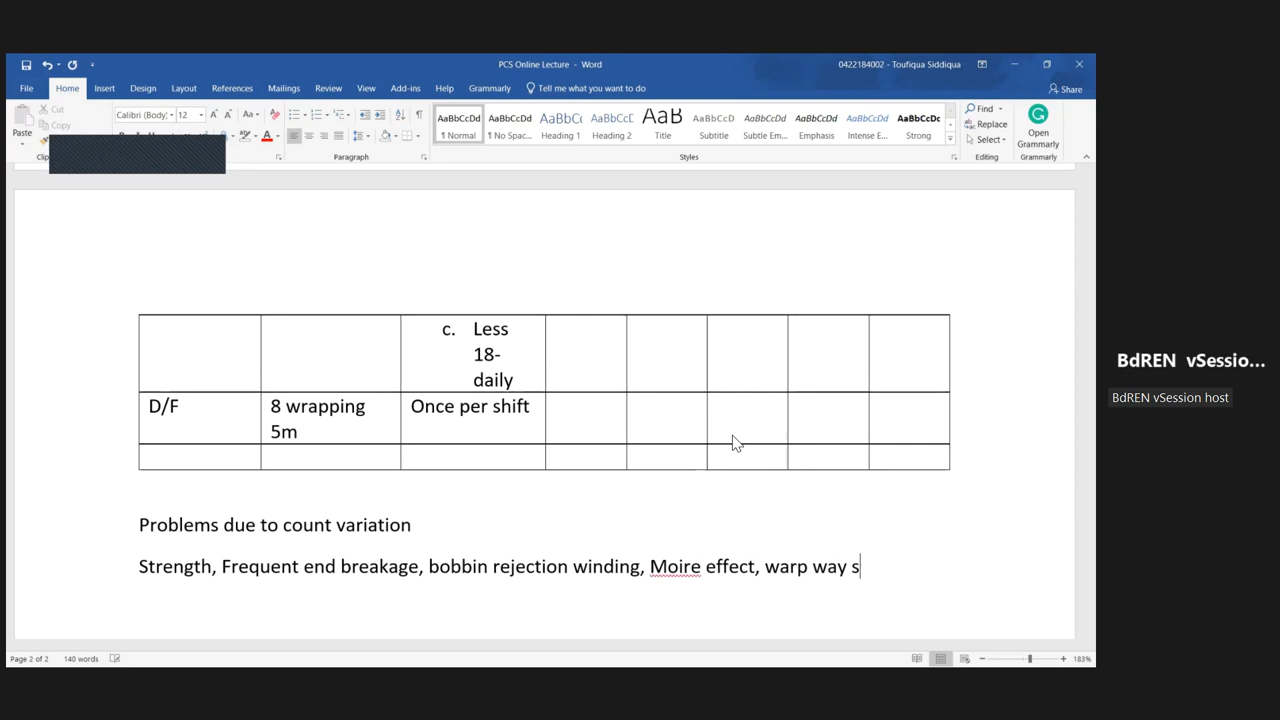 PCS Online Lecture - Word
0422184002 - Toufiqua Siddiqua
File Home Insert Design Layout References Mailings Review View Add-ins Help Grammarly Tell me what you want to do
Share
Paste
Cut
Copy
Calibri (Body) 12
Paragraph
AaBbCcDd AaBbCcDd AaBbCc AaBbCcC AaB AaBbCcD AaBbCcDd AaBbCcDd AaBbCcDd AaBbCcDc
¶ Normal ¶ No Spac... Heading 1 Heading 2 Title Subtitle Subtle Em... Emphasis Intense E... Strong
Styles
Find
Replace
Select
Editing
Open
Grammarly
Grammarly
c. Less
18-
daily
D/F
8 wrapping
5m
Once per shift
Problems due to count variation
Strength, Frequent end breakage, bobbin rejection winding, Moire effect, warp way s
Page 2 of 2 140 words
183%
BdREN vSessio...
BdREN vSession host